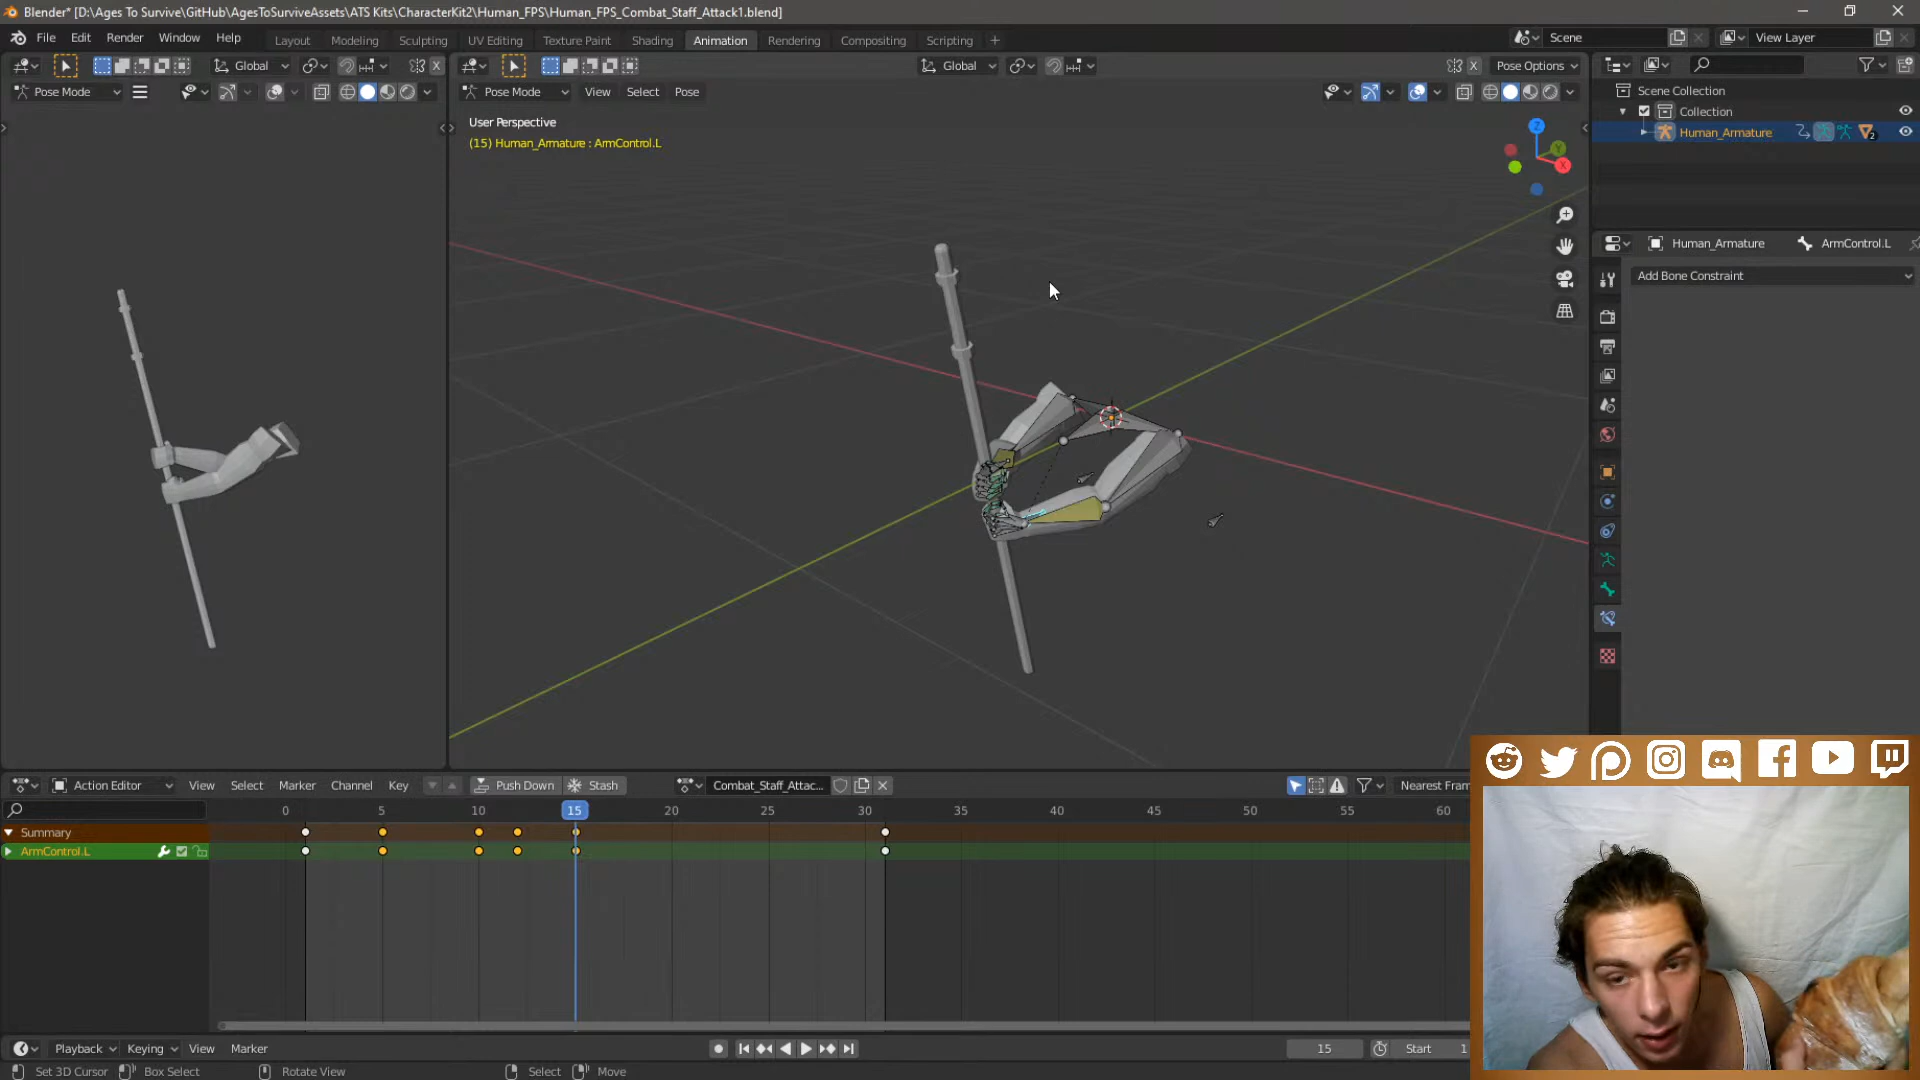 Blender* [D:\Ages To Survive\GitHub\AgesToSurviveAssets\ATS Kits\CharacterKit2\Human_FPS\Human_FPS_Combat_Staff_Attack1.blend]
File Edit Render Window Help Layout Modeling Sculpting UV Editing Texture Paint Shading Animation Rendering Compositing Scripting + Scene View Layer
Global X Global X Pose Options
Pose Mode Pose Mode View Select Pose
User Perspective
(15) Human_Armature : ArmControl.L
Z
Y
X
Scene Collection
Collection
Human_Armature 2
Human_Armature ArmControl.L
Add Bone Constraint
Action Editor View Select Marker Channel Key Push Down Stash Combat_Staff_Attac... Nearest Fram
0 5 10 15 20 25 30 35 40 45 50 55 60
Summary
ArmControl.L
Playback Keying View Marker 15 Start 1
Set 3D Cursor Box Select Rotate View Select Move